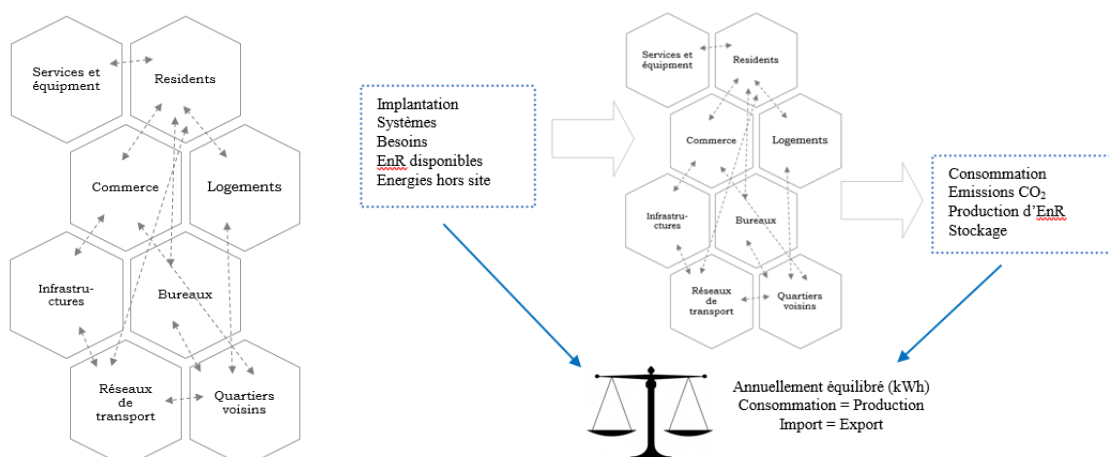 Services et
équipment
Residents
Commerce
Logements
Infrastru-
ctures
Bureaux
Réseaux
de
transport
Quartiers
voisins
Implantation
Systèmes
Besoins
EnR disponibles
Energies hors site
Services et
équipment
Residents
Commerce
Logements
Infrastru-
ctures
Bureaux
Réseaux
de
transport
Quartiers
voisins
Consommation
Emissions CO₂
Production d'EnR
Stockage
Annuellement équilibré (kWh)
Consommation = Production
Import = Export